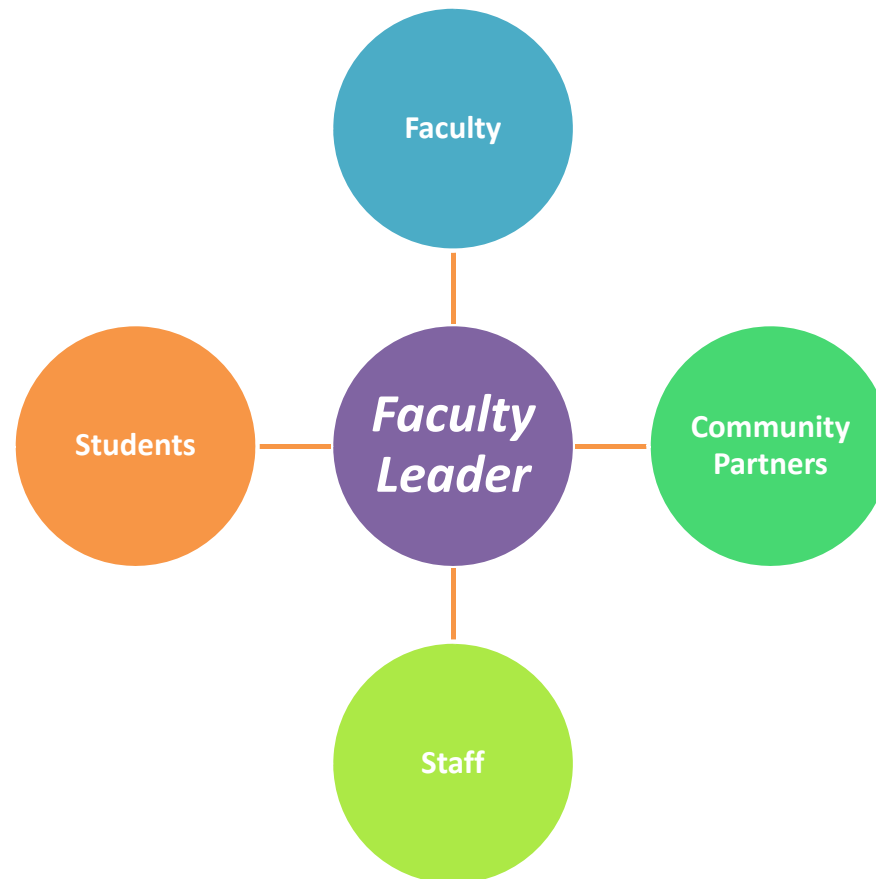 Faculty
Students
Faculty
Leader
Community
Partners
Staff